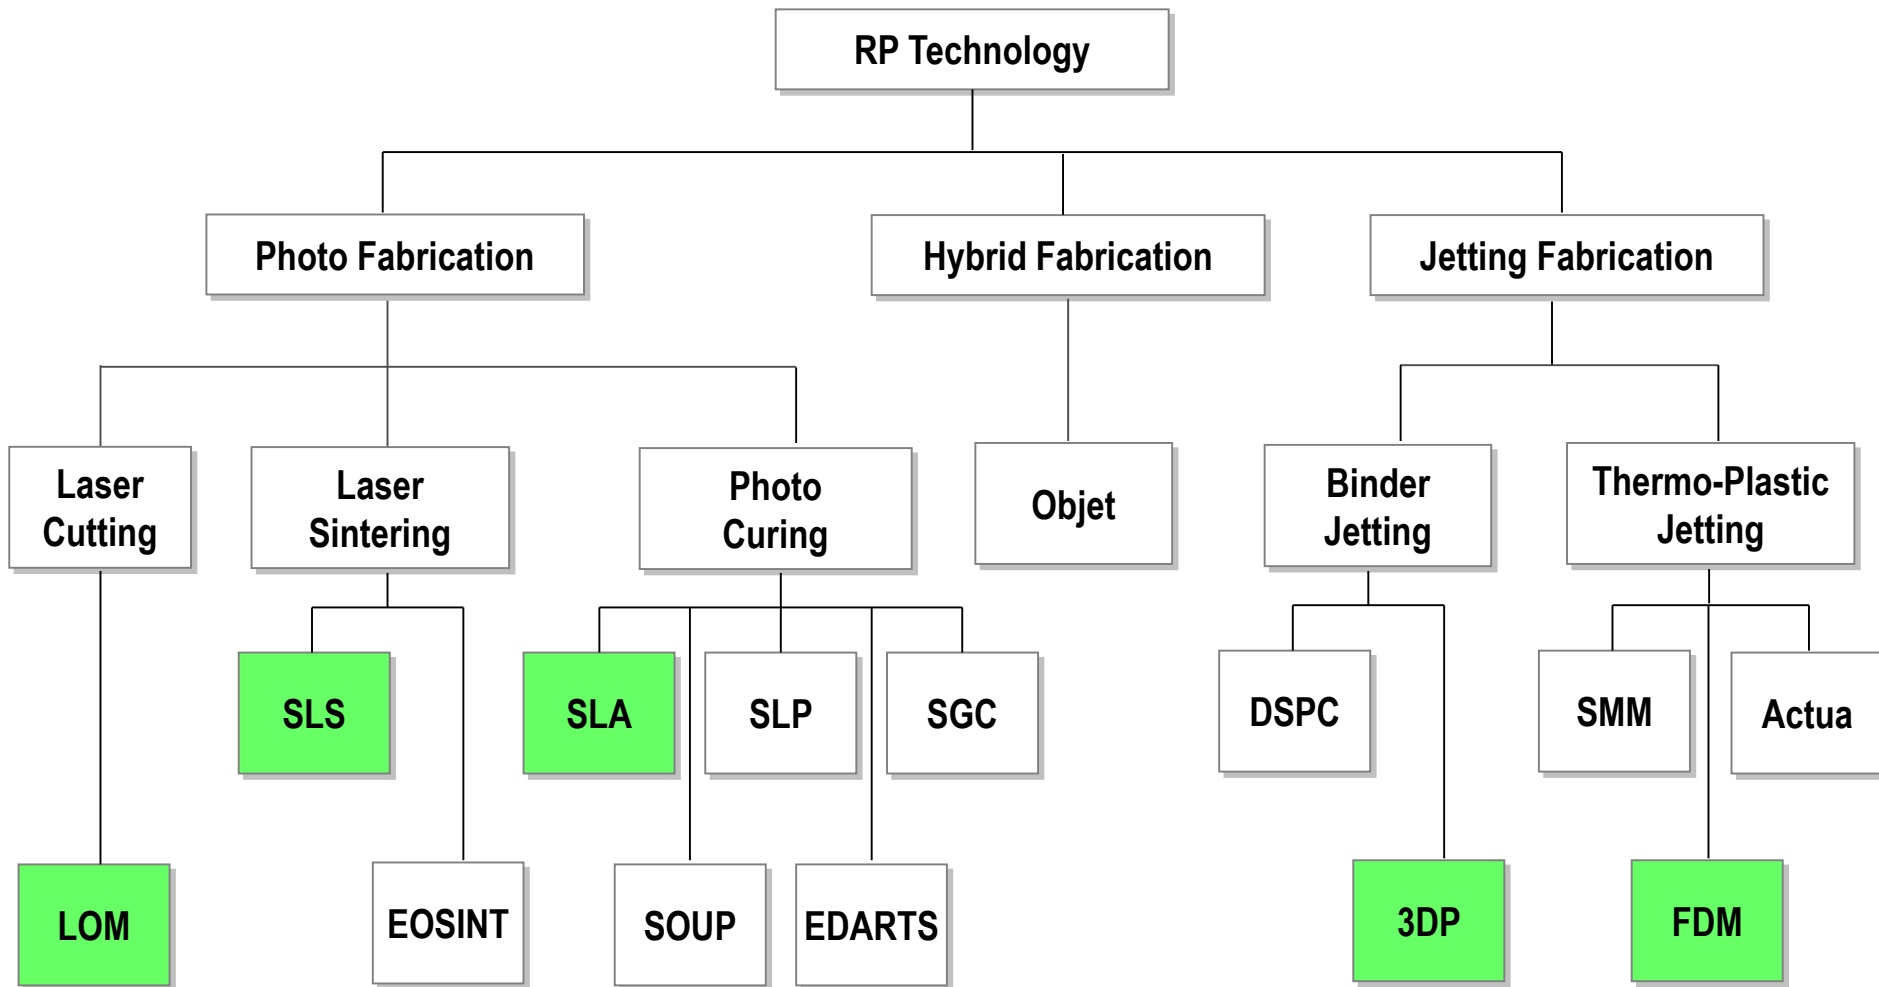 RP Technology
Photo Fabrication
Hybrid Fabrication
Jetting Fabrication
Laser
Cutting
Laser
Sintering
Photo
Curing
Objet
Binder
Jetting
Thermo-Plastic
Jetting
SLS
SLA
SLP
SGC
DSPC
SMM
Actua
LOM
EOSINT
SOUP
EDARTS
3DP
FDM